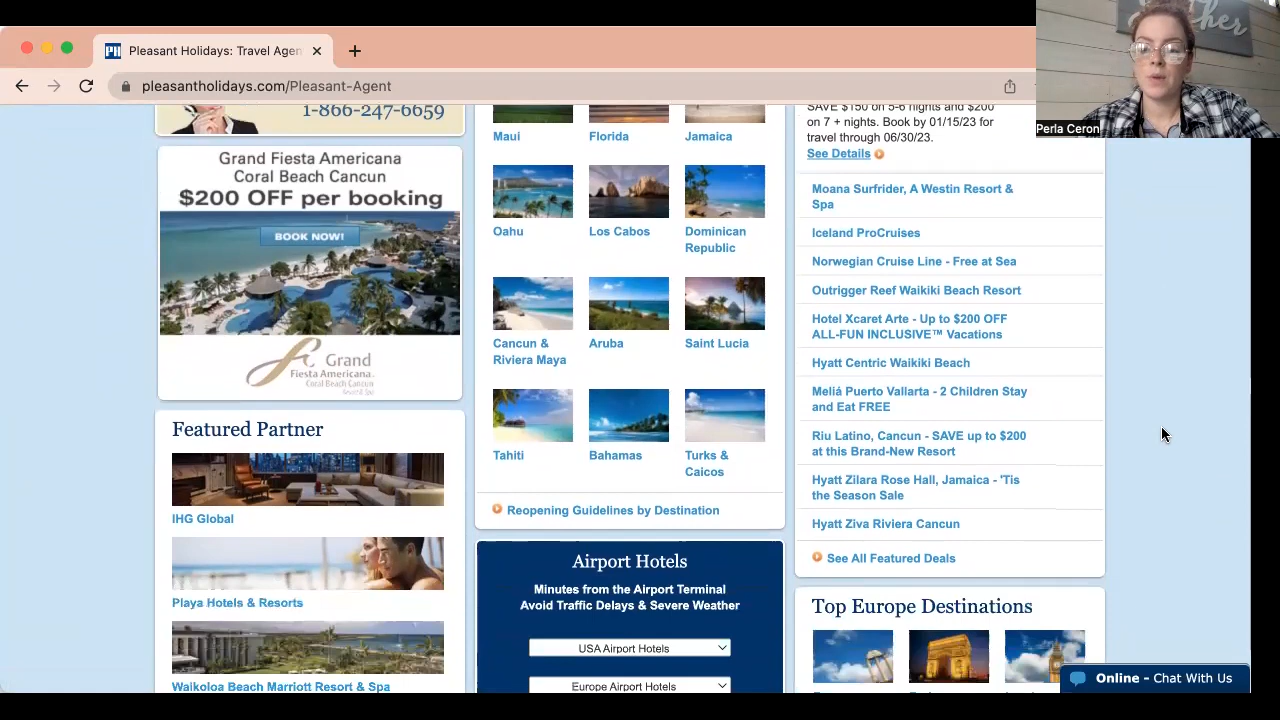 Pleasant Holidays: Travel Agen
pleasantholidays.com/Pleasant-Agent
Perla Ceron
1-866-247-6659
Grand Fiesta Americana
Coral Beach Cancun
$200 OFF per booking
BOOK NOW!
Grand
Fiesta Americana.
Coral Beach Cancun
Featured Partner
IHG Global
Playa Hotels & Resorts
Waikoloa Beach Marriott Resort & Spa
Maui
Florida
Jamaica
Oahu
Los Cabos
Dominican
Republic
Cancun &
Riviera Maya
Aruba
Saint Lucia
Tahiti
Bahamas
Turks &
Caicos
Reopening Guidelines by Destination
Airport Hotels
Minutes from the Airport Terminal
Avoid Traffic Delays & Severe Weather
USA Airport Hotels
Europe Airport Hotels
SAVE $150 on 5-6 nights and $200
on 7 + nights. Book by 01/15/23 for
travel through 06/30/23.
See Details
Moana Surfrider, A Westin Resort &
Spa
Iceland ProCruises
Norwegian Cruise Line - Free at Sea
Outrigger Reef Waikiki Beach Resort
Hotel Xcaret Arte - Up to $200 OFF
ALL-FUN INCLUSIVE™ Vacations
Hyatt Centric Waikiki Beach
Meliá Puerto Vallarta - 2 Children Stay
and Eat FREE
Riu Latino, Cancun - SAVE up to $200
at this Brand-New Resort
Hyatt Zilara Rose Hall, Jamaica - 'Tis
the Season Sale
Hyatt Ziva Riviera Cancun
See All Featured Deals
Top Europe Destinations
Online - Chat With Us